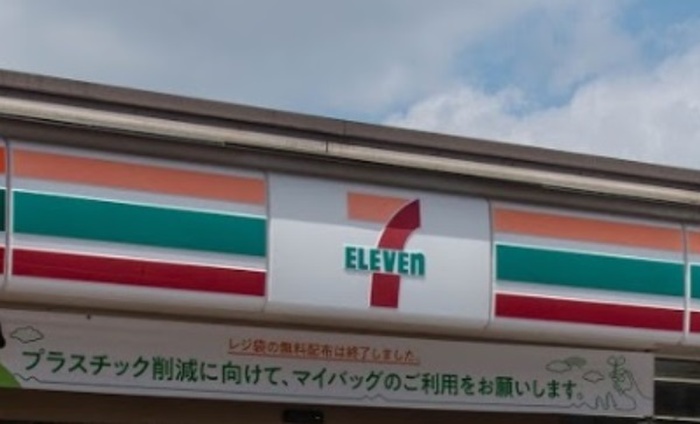 7
ELEVEn
レジ袋の無料配布は終了しました。
プラスチック削減に向けて、マイバッグのご利用をお願いします。